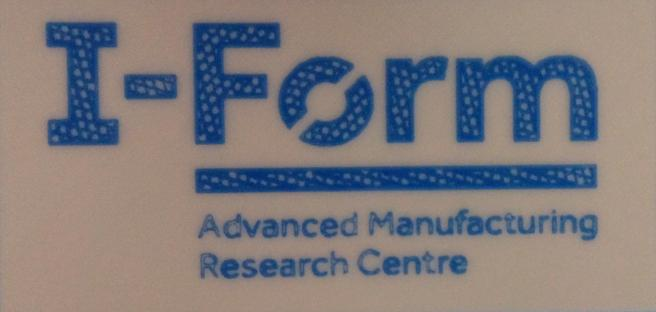 I-Form
Advanced Manufacturing
Research Centre